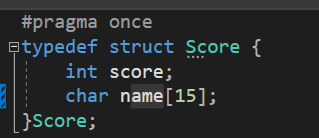 #pragma once
typedef struct Score {
    int score;
    char name[15];
}Score;